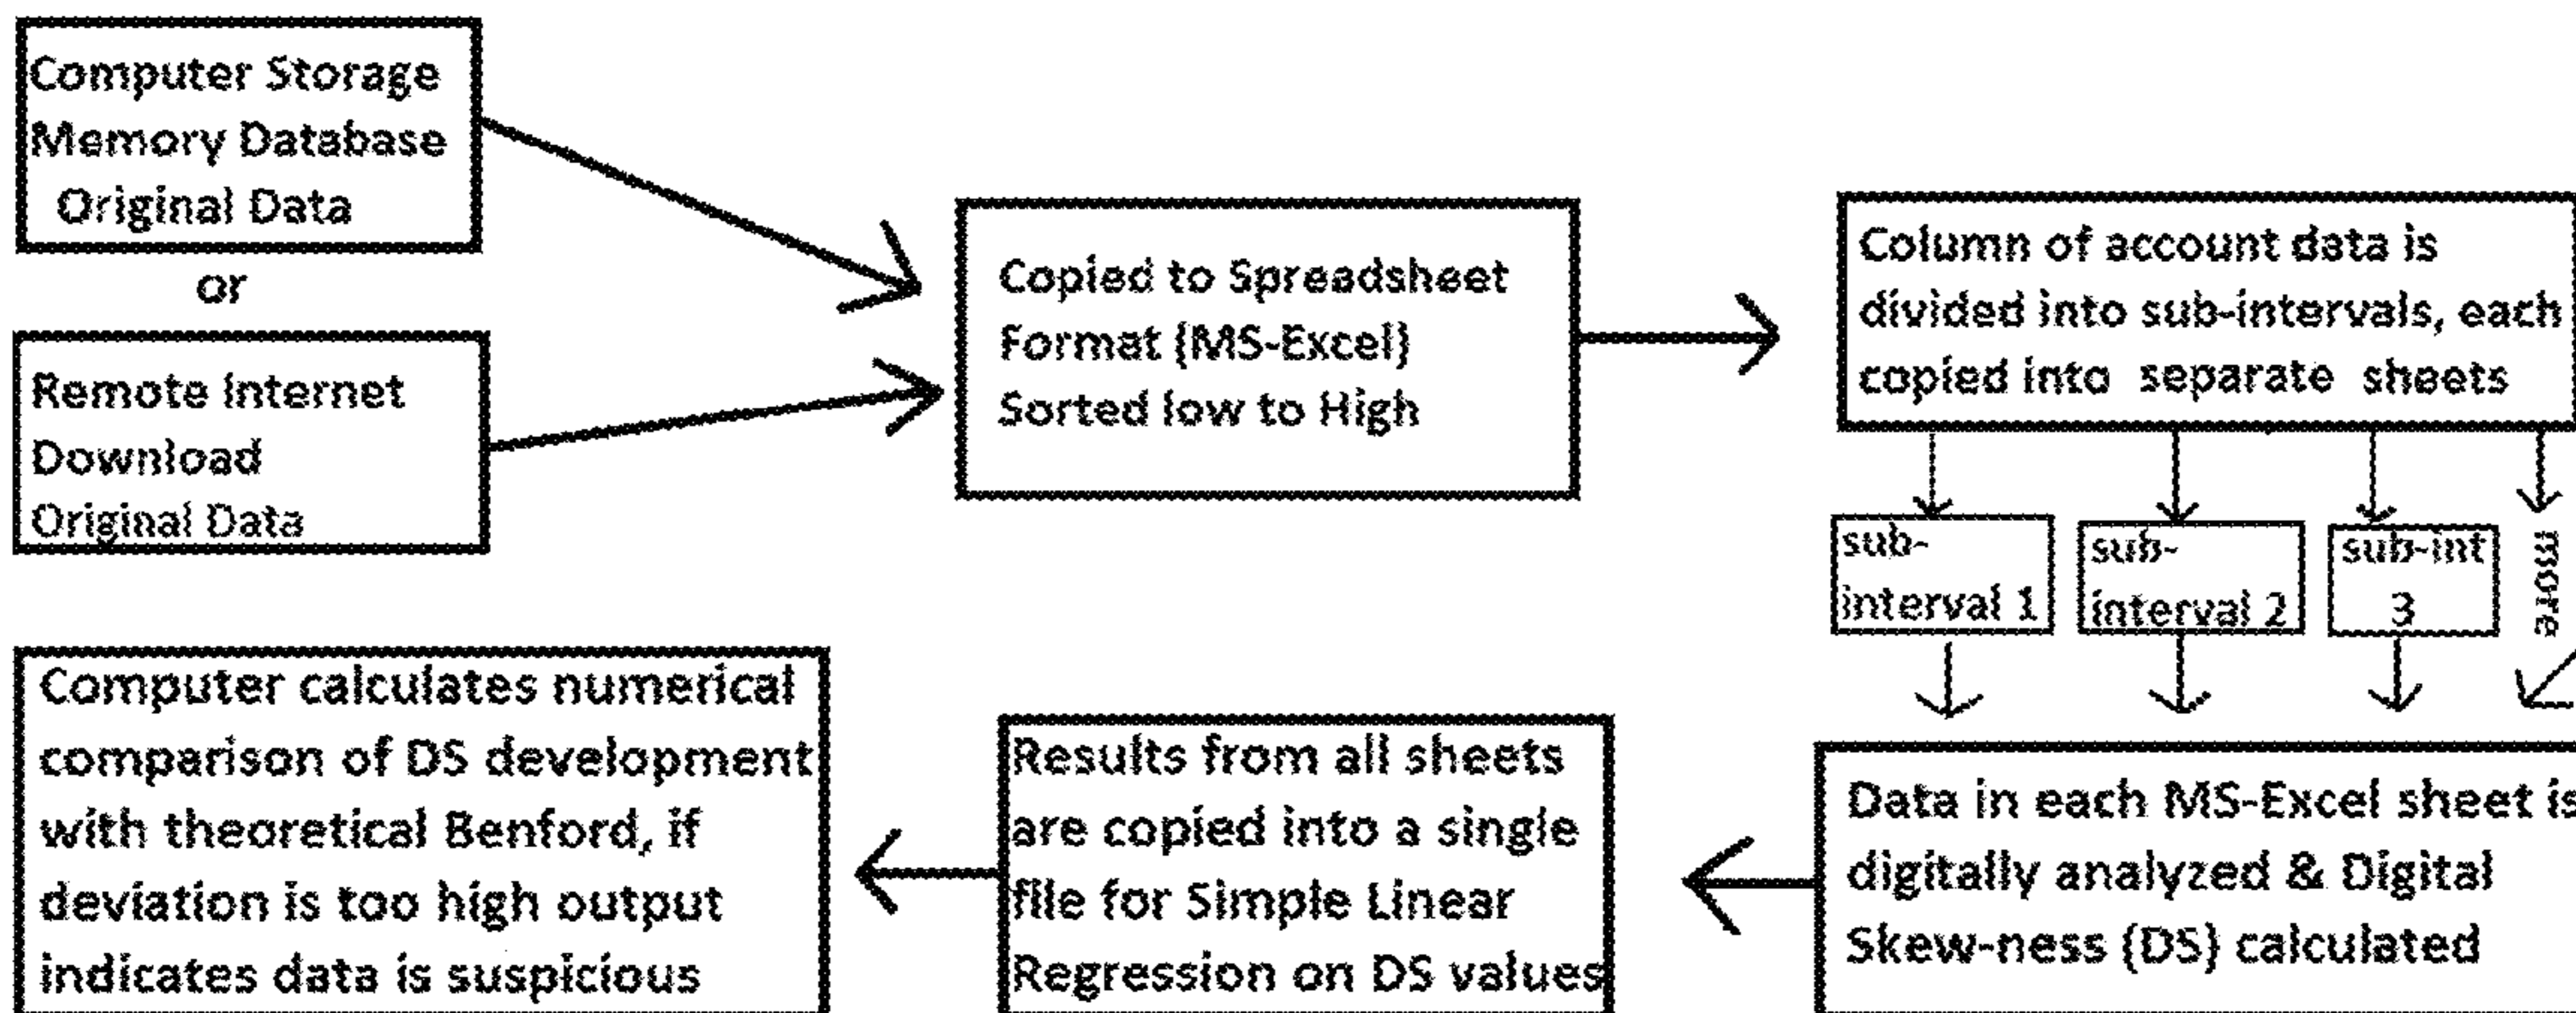 Computer Storage
Memory Database
Original Data
or
Remote Internet
Download
Original Data
Copied to Spreadsheet
Format (MS-Excel)
Sorted low to High
Column of account data is
divided into sub-intervals, each
copied into separate sheets
sub-
interval 1
sub-
interval 2
sub-int
3
more
Data in each MS-Excel sheet is
digitally analyzed & Digital
Skew-ness (DS) calculated
Results from all sheets
are copied into a single
file for Simple Linear
Regression on DS values
Computer calculates numerical
comparison of DS development
with theoretical Benford, if
deviation is too high output
indicates data is suspicious